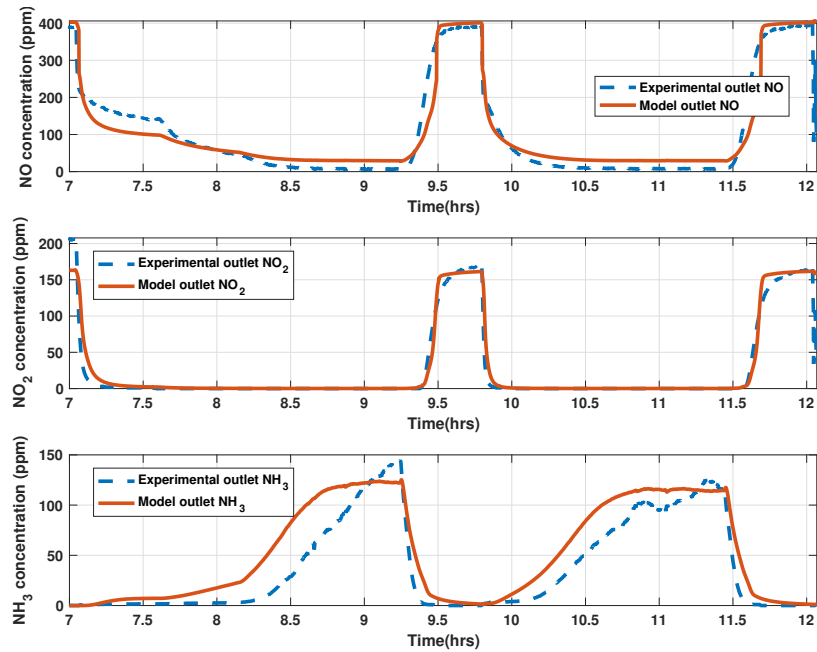 NO concentration (ppm)
400
300
200
100
0
Experimental outlet NO
Model outlet NO
7 7.5 8 8.5 9 9.5 10 10.5 11 11.5 12
Time(hrs)
NO2 concentration (ppm)
200
150
100
50
0
Experimental outlet NO2
Model outlet NO2
7 7.5 8 8.5 9 9.5 10 10.5 11 11.5 12
Time(hrs)
NH3 concentration (ppm)
150
100
50
0
Experimental outlet NH3
Model outlet NH3
7 7.5 8 8.5 9 9.5 10 10.5 11 11.5 12
Time(hrs)